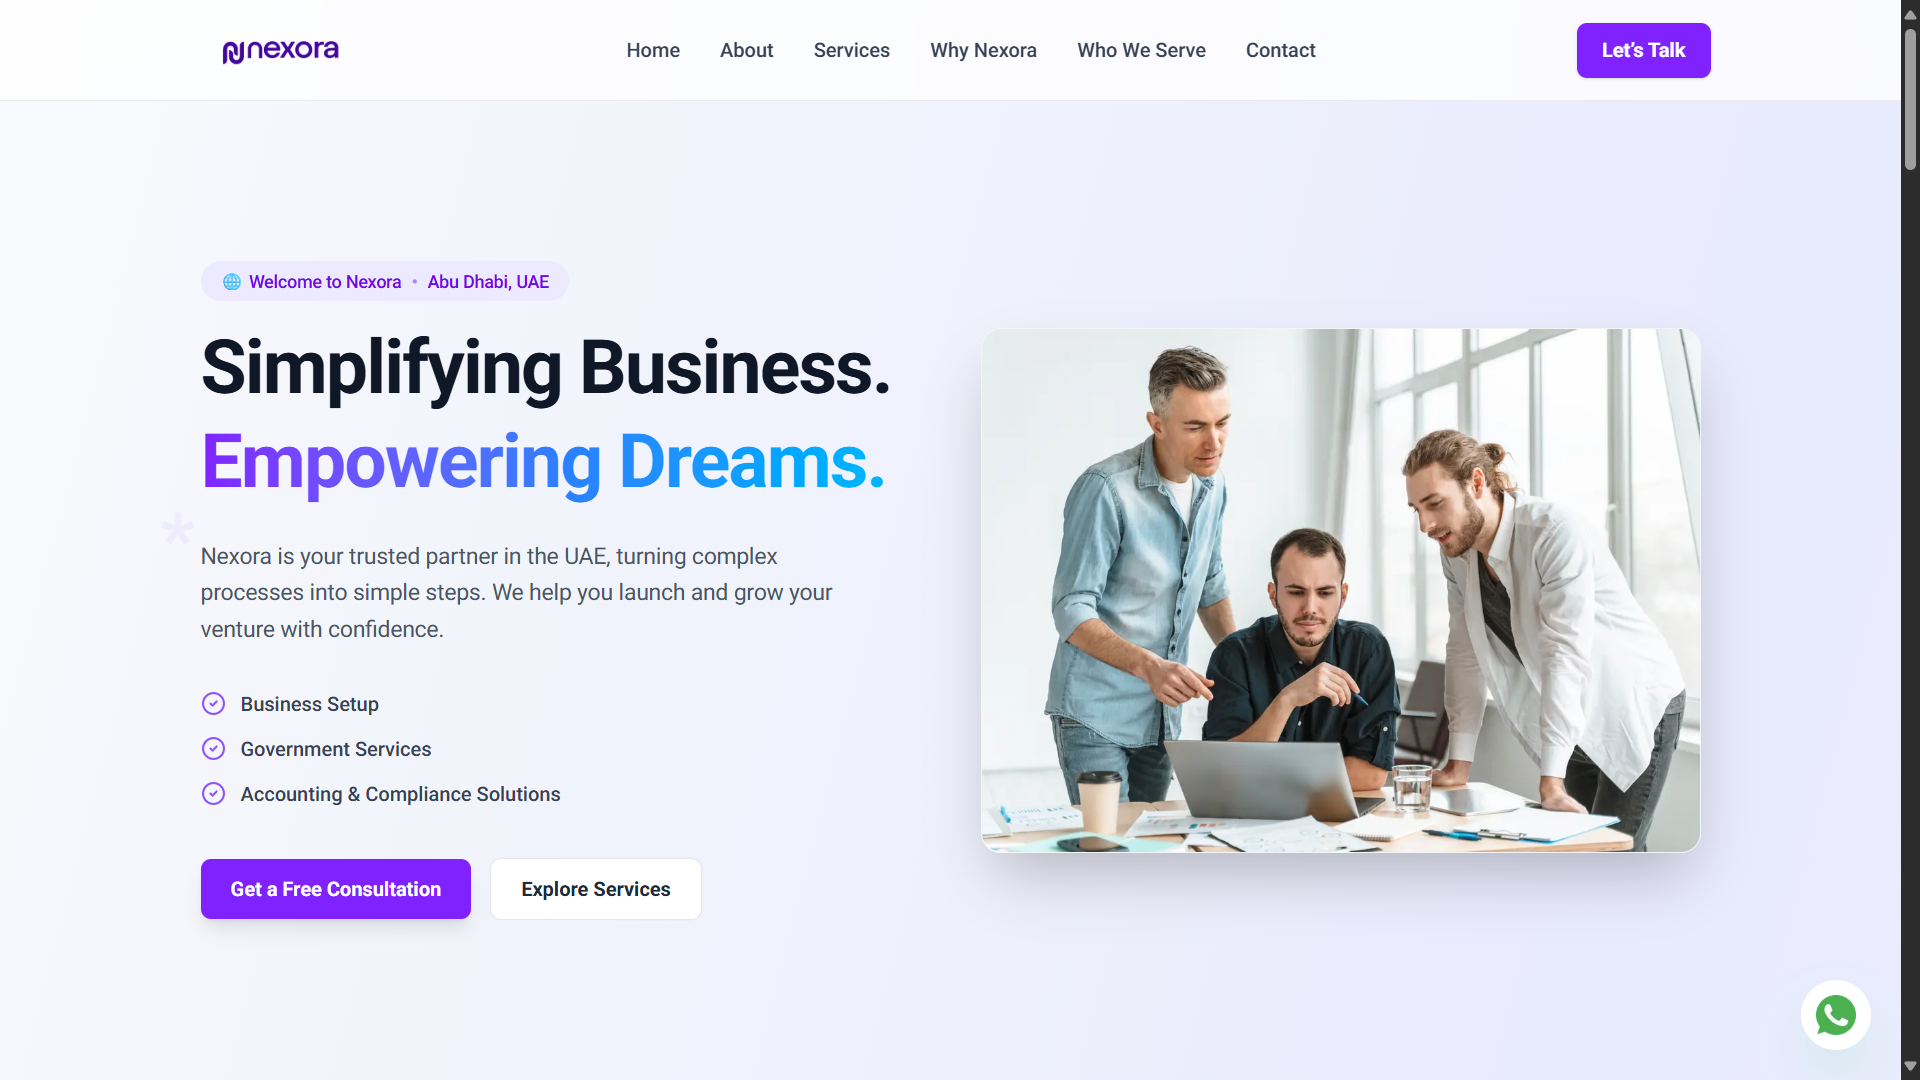 nexora
Home
About
Services
Why Nexora
Who We Serve
Contact
Let’s Talk
Welcome to Nexora • Abu Dhabi, UAE
Simplifying Business.
Empowering Dreams.
*
Nexora is your trusted partner in the UAE, turning complex
processes into simple steps. We help you launch and grow your
venture with confidence.
Business Setup
Government Services
Accounting & Compliance Solutions
Get a Free Consultation
Explore Services